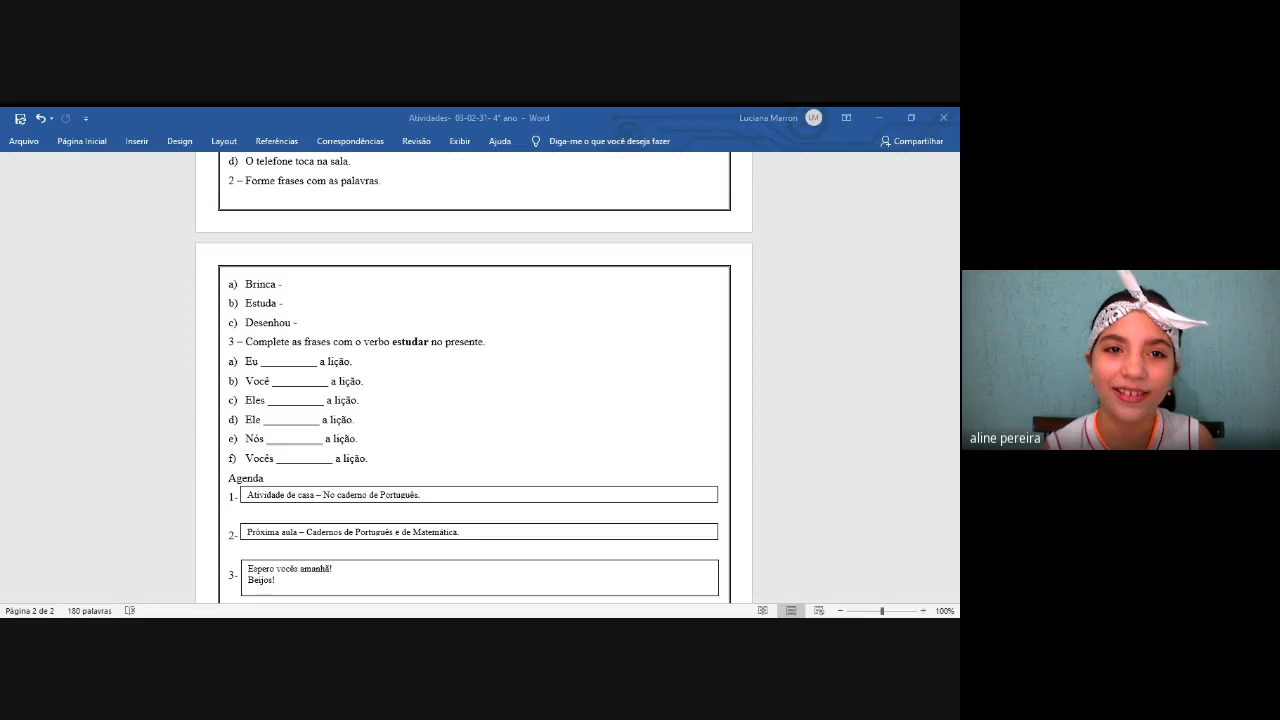 Atividades- 03-02-31- 4° ano - Word
Luciana Marron
LM
Arquivo
Página Inicial
Inserir
Design
Layout
Referências
Correspondências
Revisão
Exibir
Ajuda
Diga-me o que você deseja fazer
Compartilhar
d) O telefone toca na sala.
2 – Forme frases com as palavras.
a) Brinca -
b) Estuda -
c) Desenhou -
3 – Complete as frases com o verbo estudar no presente.
a) Eu __________ a lição.
b) Você __________ a lição.
c) Eles __________ a lição.
d) Ele __________ a lição.
e) Nós __________ a lição.
f) Vocês __________ a lição.
Agenda
1- Atividade de casa – No caderno de Português.
2- Próxima aula – Cadernos de Português e de Matemática.
3- Espero vocês amanhã!
Beijos!
aline pereira
Página 2 de 2
180 palavras
100%